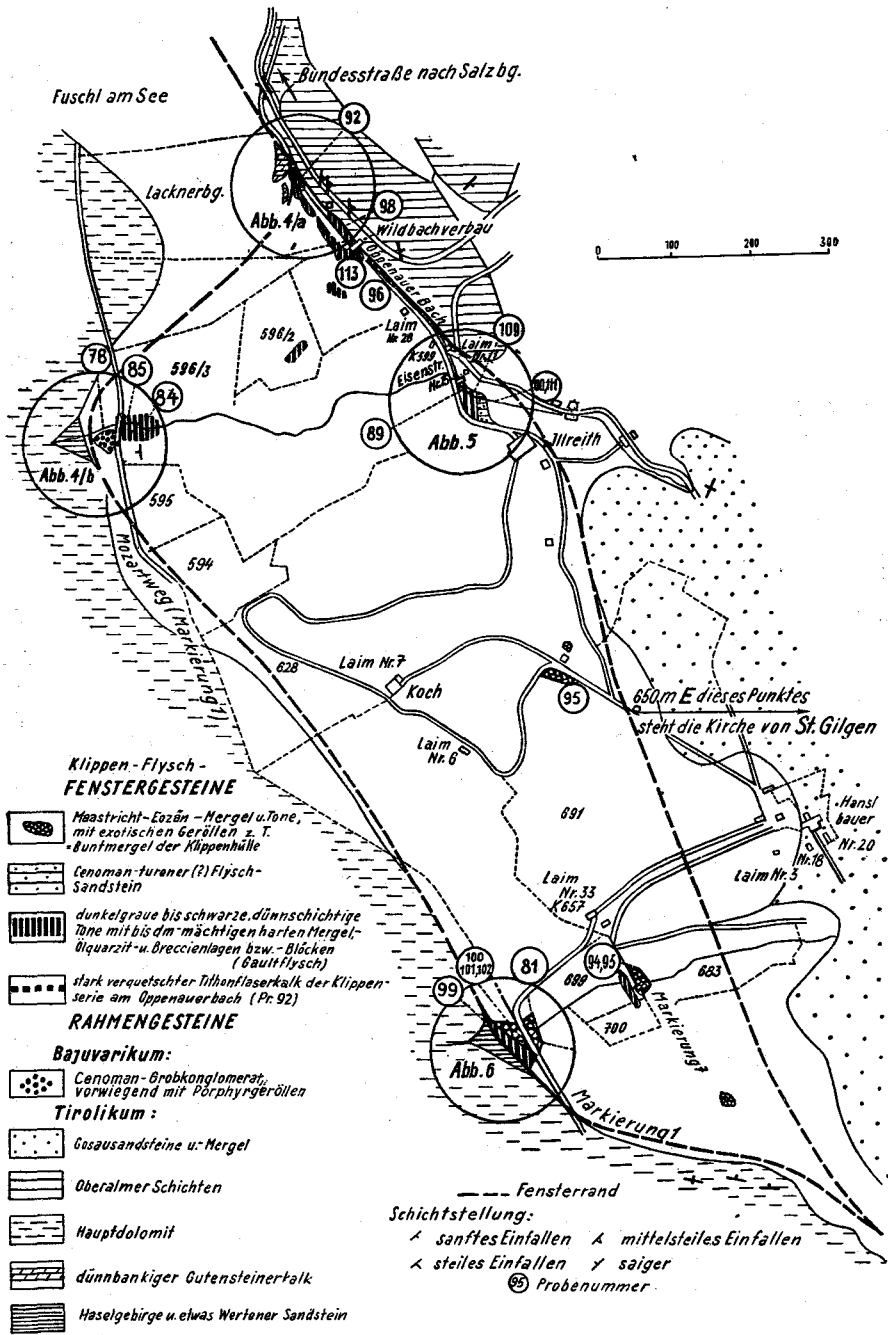 Bundesstraße nach Salzbg.
Fuschl am See
92
Lacknerbg.
Abb.4/a
98
Wildbachverbau
0 100 200 300
113
Oppenauer Bach
96
Laim
Nr. 28
109
596/2
K599
Laim
78
85
596/3
84
Eisenstr.
110,111
89
Abb. 5
Illreith
Abb. 4/b
595
594
Mozartweg (Markierung 1)
628
Laim Nr.7
Koch
95
650m E dieses Punktes
steht die Kirche von St. Gilgen
Laim
Nr. 6
691
Hansl
bauer
Nr. 20
Nr.18
Laim Nr. 3
Laim
Nr. 33
K657
100
101,102
81
94,95
99
689
683
700
Markierung 7
Abb. 6
Markierung 1
Klippen-Flysch-
FENSTERGESTEINE
Maastricht-Eozän-Mergel u. Tone,
mit exotischen Geröllen z. T.
=Buntmergel der Klippenhülle
Cenoman-turoner (?) Flysch-
Sandstein
dunkelgraue bis schwarze, dünnschichtige
Tone mit bis dm-mächtigen harten Mergel,-
Ölquarzit-u. Breccienlagen bzw.-Blöcken
(Gaultflysch)
stark verquetschter Tithonflaserkalk der Klippen-
serie am Oppenauerbach (Pr. 92)
RAHMENGESTEINE
Bajuvarikum:
Cenoman-Grobkonglomerat,
vorwiegend mit Porphyrgeröllen
Tirolikum:
Gosausandsteine u. Mergel
Oberalmer Schichten
Hauptdolomit
dünnbankiger Gutensteinerkalk
Haselgebirge u. etwas Werfener Sandstein
Fensterrand
Schichtstellung:
sanftes Einfallen mittelsteiles Einfallen
steiles Einfallen saiger
95 Probenummer